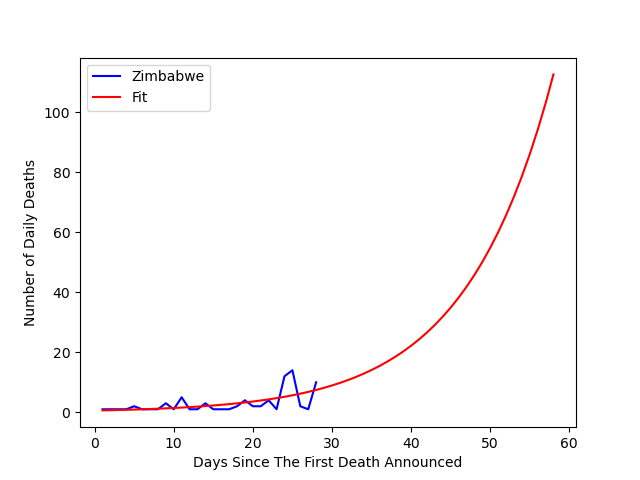 Zimbabwe
Fit
Number of Daily Deaths
100
80
60
40
20
0
0 10 20 30 40 50 60
Days Since The First Death Announced